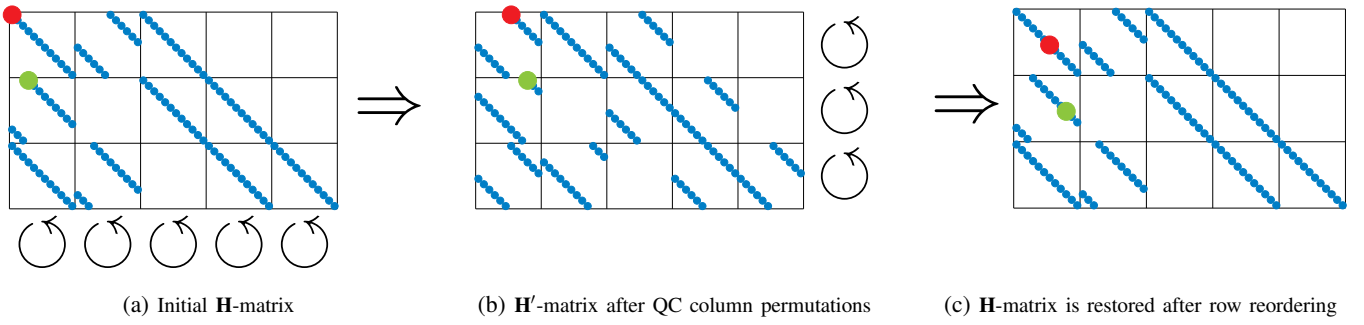 (a) Initial H-matrix
(b) H′-matrix after QC column permutations
(c) H-matrix is restored after row reordering